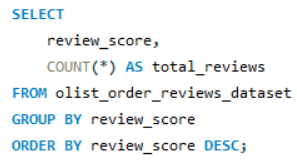 SELECT
    review_score,
    COUNT(*) AS total_reviews
FROM olist_order_reviews_dataset
GROUP BY review_score
ORDER BY review_score DESC;